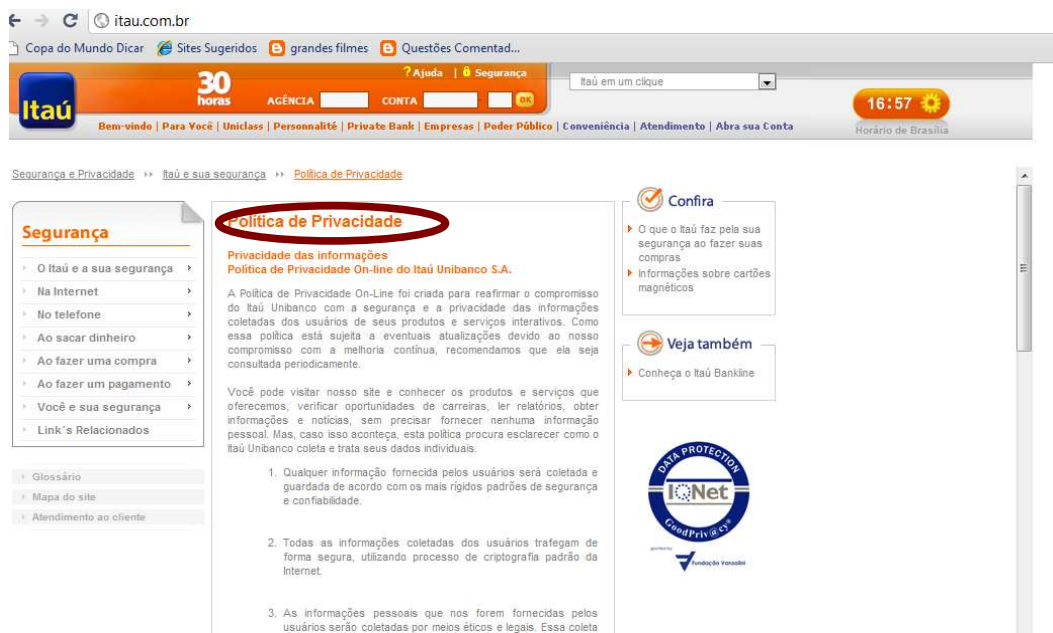 itau.com.br
Copa do Mundo Dicar Sites Sugeridos grandes filmes Questões Comentad...
? Ajuda | Segurança
Itaú
30 horas
AGÊNCIA CONTA - OK
Itaú em um clique
16:57
Horário de Brasília
Bem-vindo | Para Você | Uniclass | Personnalité | Private Bank | Empresas | Poder Público | Conveniência | Atendimento | Abra sua Conta
Segurança e Privacidade ›› Itaú e sua segurança ›› Política de Privacidade
Segurança
O Itaú e a sua segurança
Na Internet
No telefone
Ao sacar dinheiro
Ao fazer uma compra
Ao fazer um pagamento
Você e sua segurança
Link´s Relacionados
Glossário
Mapa do site
Atendimento ao cliente
Política de Privacidade
Privacidade das informações
Política de Privacidade On-line do Itaú Unibanco S.A.
A Política de Privacidade On-Line foi criada para reafirmar o compromisso
do Itaú Unibanco com a segurança e a privacidade das informações
coletadas dos usuários de seus produtos e serviços interativos. Como
essa política está sujeita a eventuais atualizações devido ao nosso
compromisso com a melhoria contínua, recomendamos que ela seja
consultada periodicamente.
Você pode visitar nosso site e conhecer os produtos e serviços que
oferecemos, verificar oportunidades de carreiras, ler relatórios, obter
informações e notícias, sem precisar fornecer nenhuma informação
pessoal. Mas, caso isso aconteça, esta política procura esclarecer como o
Itaú Unibanco coleta e trata seus dados individuais.
1. Qualquer informação fornecida pelos usuários será coletada e
guardada de acordo com os mais rígidos padrões de segurança
e confiabilidade.
2. Todas as informações coletadas dos usuários trafegam de
forma segura, utilizando processo de criptografia padrão da
Internet.
3. As informações pessoais que nos forem fornecidas pelos
usuários serão coletadas por meios éticos e legais. Essa coleta
Confira
O que o Itaú faz pela sua
segurança ao fazer suas
compras
Informações sobre cartões
magnéticos
Veja também
Conheça o Itaú Bankline
DATA PROTECTION
IQNet
GoodPriv@cy®
Fundação Vanzolini